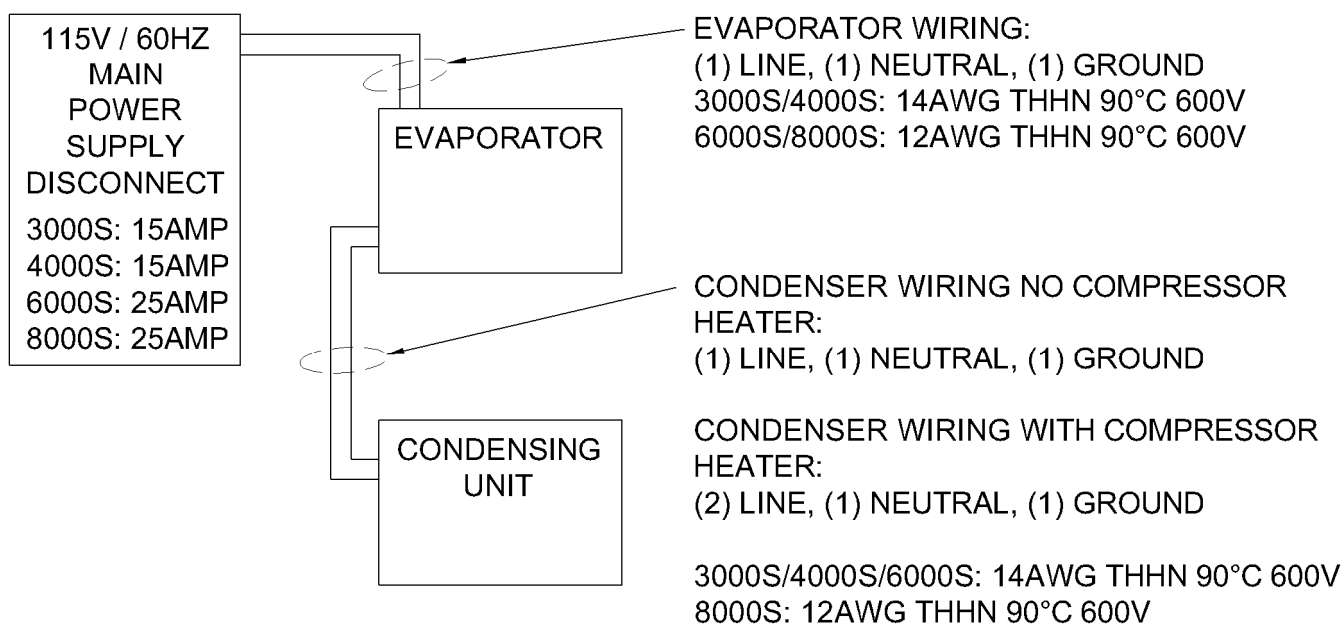 115V / 60HZ
MAIN
POWER
SUPPLY
DISCONNECT
3000S: 15AMP
4000S: 15AMP
6000S: 25AMP
8000S: 25AMP
EVAPORATOR
CONDENSING
UNIT
EVAPORATOR WIRING:
(1) LINE, (1) NEUTRAL, (1) GROUND
3000S/4000S: 14AWG THHN 90°C 600V
6000S/8000S: 12AWG THHN 90°C 600V
CONDENSER WIRING NO COMPRESSOR
HEATER:
(1) LINE, (1) NEUTRAL, (1) GROUND
CONDENSER WIRING WITH COMPRESSOR
HEATER:
(2) LINE, (1) NEUTRAL, (1) GROUND
3000S/4000S/6000S: 14AWG THHN 90°C 600V
8000S: 12AWG THHN 90°C 600V